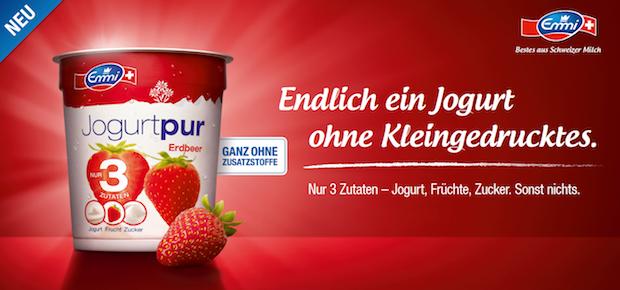 NEU
Emmi
Bestes aus Schweizer Milch
Emmi
Jogurtpur
Erdbeer
NUR
3
ZUTATEN
Jogurt Frucht Zucker
GANZ OHNE
ZUSATZSTOFFE
Endlich ein Jogurt
ohne Kleingedrucktes.
Nur 3 Zutaten – Jogurt, Früchte, Zucker. Sonst nichts.